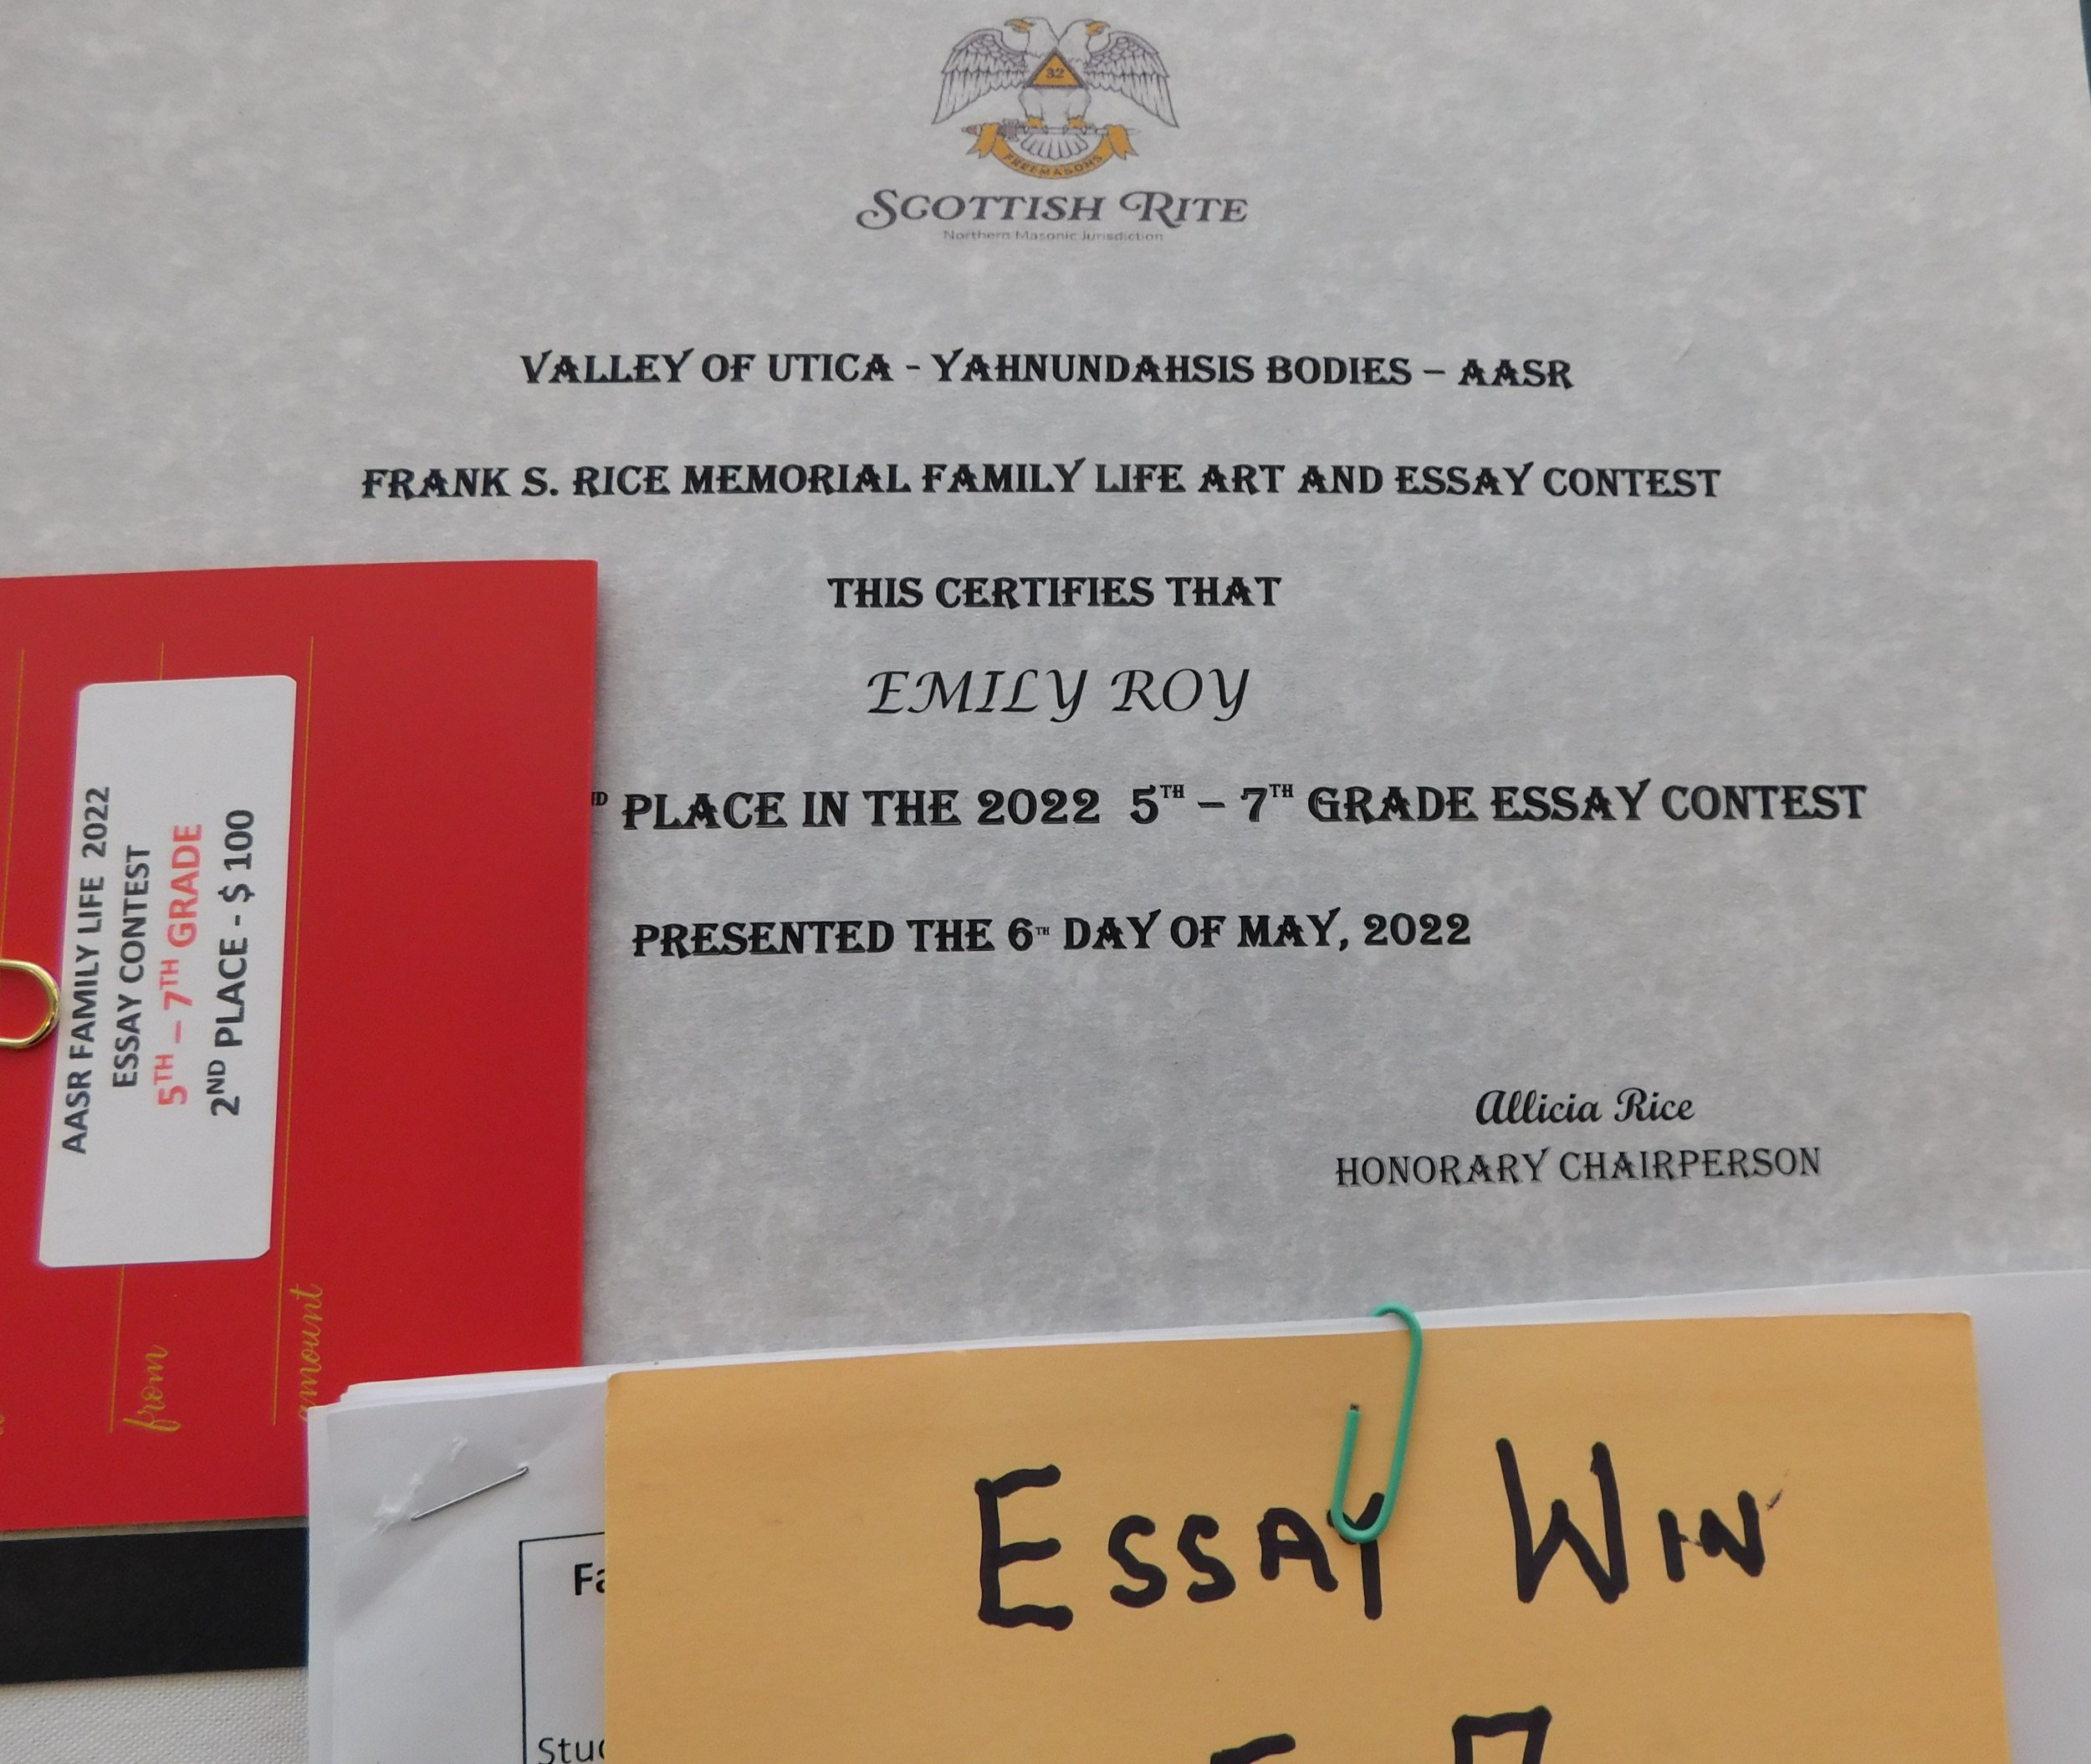 32
FREEMASONS
SCOTTISH RITE
Northern Masonic Jurisdiction
VALLEY OF UTICA - YAHNUNDAHSIS BODIES – AASR
FRANK S. RICE MEMORIAL FAMILY LIFE ART AND ESSAY CONTEST
THIS CERTIFIES THAT
EMILY ROY
PLACE IN THE 2022 5TH – 7TH GRADE ESSAY CONTEST
PRESENTED THE 6TH DAY OF MAY, 2022
Allicia Rice
HONORARY CHAIRPERSON
AASR FAMILY LIFE 2022
ESSAY CONTEST
5TH – 7TH GRADE
2ND PLACE - $ 100
from
amount
ESSAY WIN
Fa
Stud